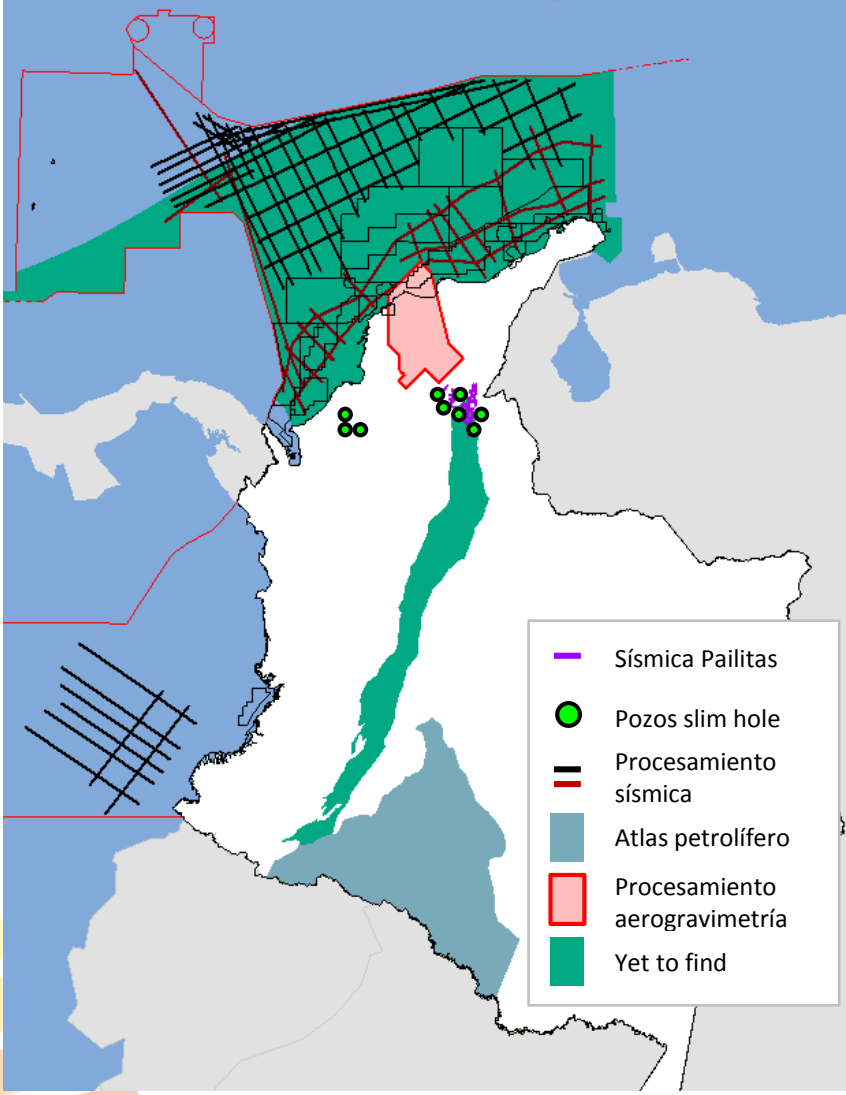 Sísmica Pailitas
Pozos slim hole
Procesamiento
sísmica
Atlas petrolífero
Procesamiento
aerogravimetría
Yet to find